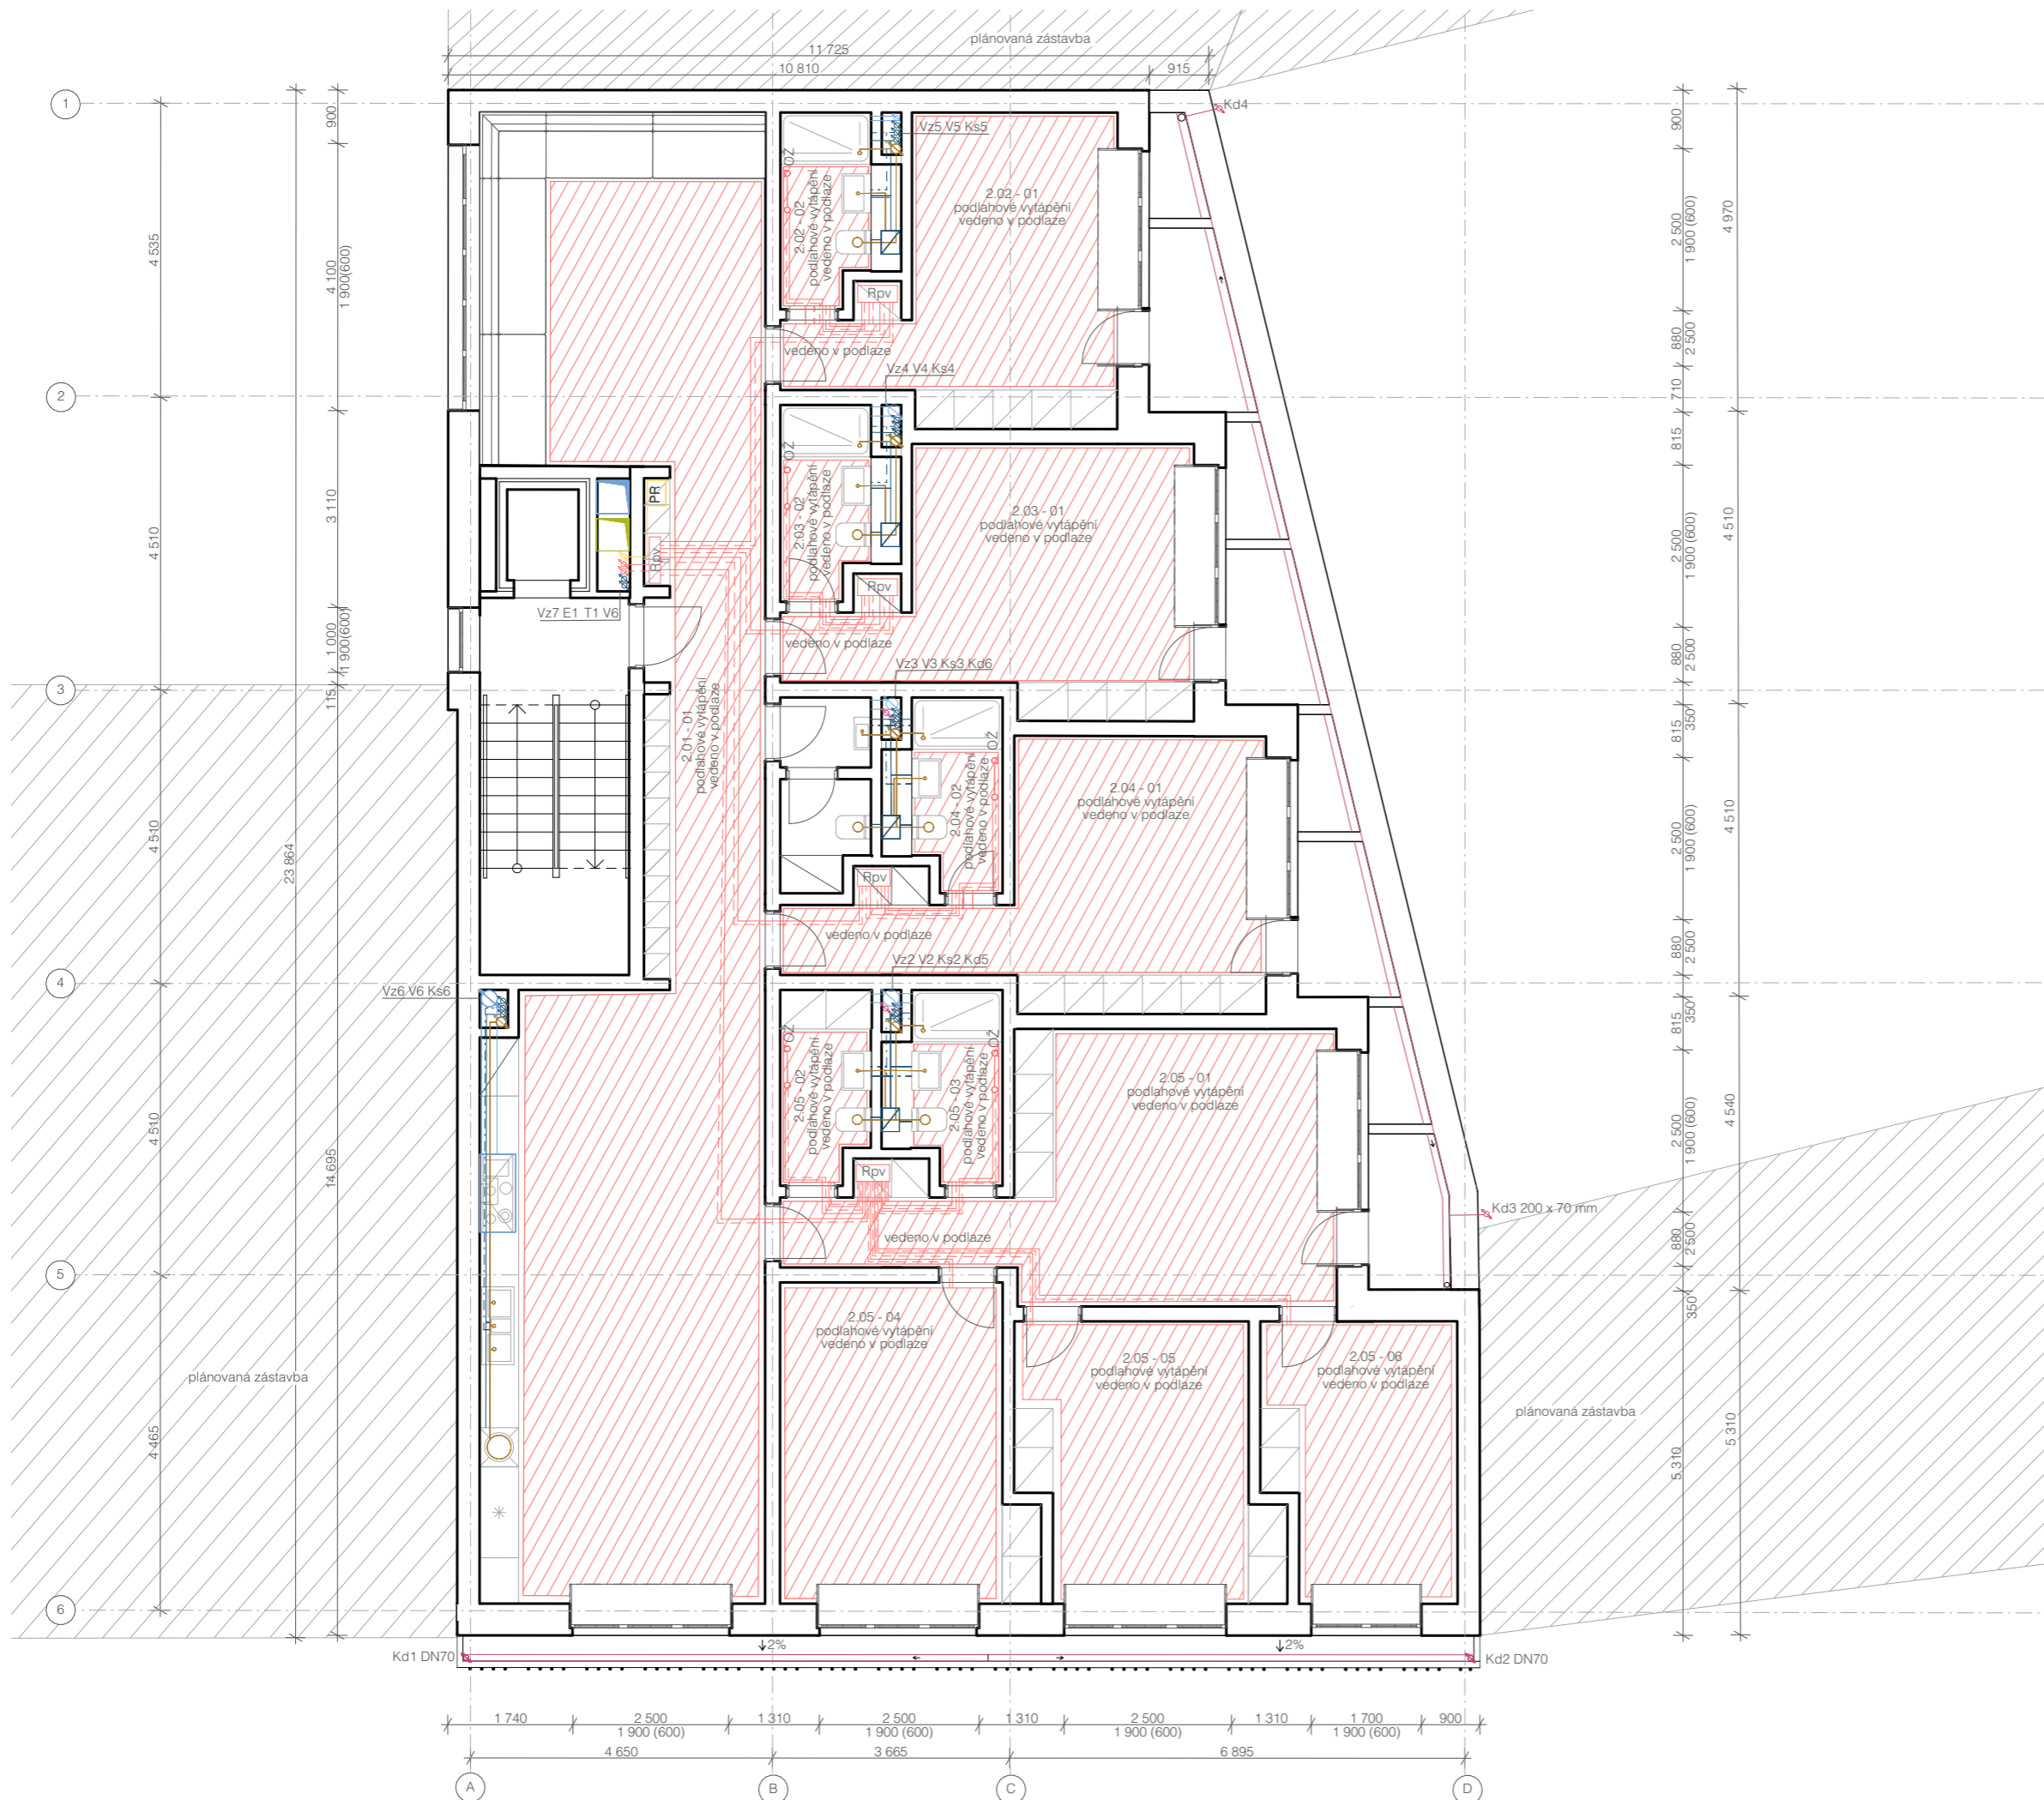 plánovaná zástavba
11 725
10 810
915
1
2
3
4
5
6
4 535
4 510
4 510
4 510
4 465
23 864
900
4 100
1 900(600)
3 110
1 000
1 900(600)
115
14 695
Kd4
Vz5 V5 Ks5
OŽ
2.02 - 02
podlahové vytápění
vedeno v podlaze
2.02 - 01
podlahové vytápění
vedeno v podlaze
Rpv
vedeno v podlaze
Vz4 V4 Ks4
OŽ
2.03 - 02
podlahové vytápění
vedeno v podlaze
2.03 - 01
podlahové vytápění
vedeno v podlaze
PR
Rpv
Rpv
Vz7 E1 T1 V6
vedeno v podlaze
Vz3 V3 Ks3 Kd6
2.01 - 01
podlahové vytápění
vedeno v podlaze
OŽ
2.04 - 02
podlahové vytápění
vedeno v podlaze
2.04 - 01
podlahové vytápění
vedeno v podlaze
Rpv
vedeno v podlaze
Vz2 V2 Ks2 Kd5
Vz6 V6 Ks6
OŽ
OŽ
2.05 - 02
podlahové vytápění
vedeno v podlaze
2.05 - 03
podlahové vytápění
vedeno v podlaze
2.05 - 01
podlahové vytápění
vedeno v podlaze
Rpv
vedeno v podlaze
Kd3 200 x 70 mm
2.05 - 04
podlahové vytápění
vedeno v podlaze
2.05 - 05
podlahové vytápění
vedeno v podlaze
2.05 - 06
podlahové vytápění
vedeno v podlaze
plánovaná zástavba
plánovaná zástavba
900
2 500
1 900 (600)
880
2 500
710
815
2 500
1 900 (600)
880
2 500
815
350
2 500
1 900 (600)
880
2 500
815
350
2 500
1 900 (600)
880
2 500
350
5 310
4 970
4 510
4 510
4 540
5 310
2%
2%
Kd1 DN70
Kd2 DN70
1 740
2 500
1 900 (600)
1 310
2 500
1 900 (600)
1 310
2 500
1 900 (600)
1 310
1 700
1 900 (600)
900
4 650
3 665
6 895
A
B
C
D